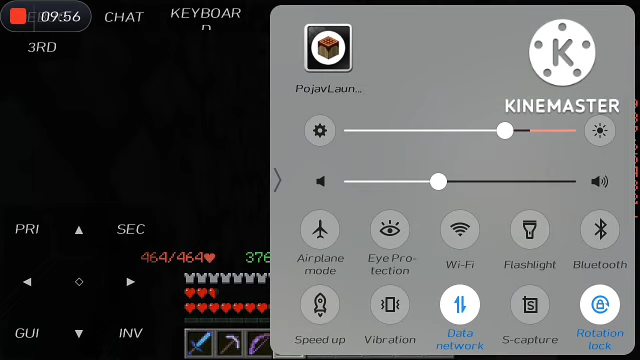 09:56
CHAT
KEYBOAR
D
3RD
PojavLaun...
KINEMASTER
PRI
SEC
464/464❤
376
GUI
INV
Airplane
mode
Eye Pro-
tection
Wi-Fi
Flashlight
Bluetooth
Speed up
Vibration
Data
network
S-capture
Rotation
lock